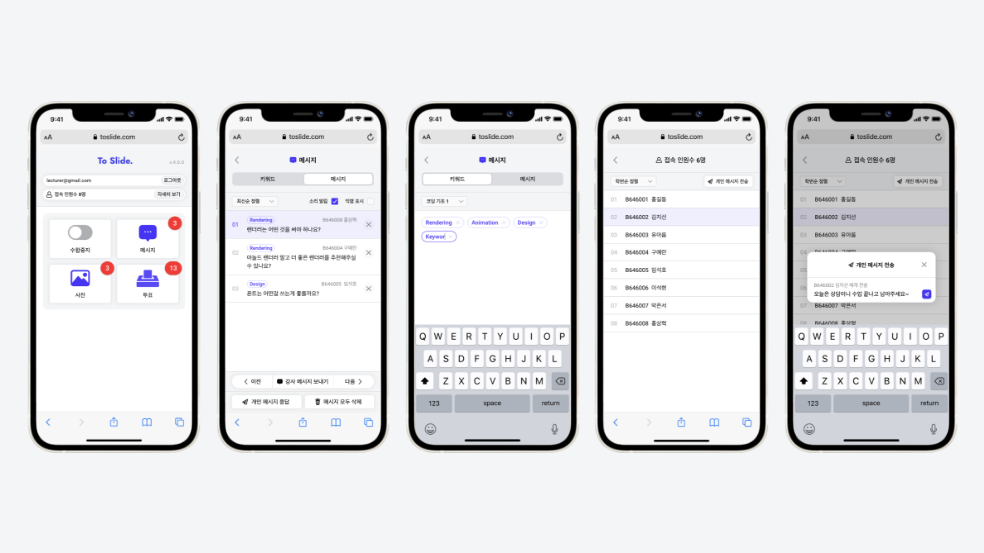 9:41
AA toslide.com
To Slide.
lecturer@gmail.com 로그아웃
접속 인원수 8명 자세히 보기
3
수합중지 메시지
3 13
사진 투표
9:41
AA toslide.com
메시지
키워드 메시지
최신순 정렬 소리 알림 익명 표시
01 Rendering B646008 홍상혁
렌더러는 어떤 것을 써야 하나요?
02 Rendering B646004 구예린
아놀드 렌더러 말고 더 좋은 렌더러를 추천해주실
수 있나요?
03 Design B646005 임석호
폰트는 어떤걸 쓰는게 좋을까요?
이전 강사 메시지 보내기 다음
개인 메시지 응답 메시지 모두 삭제
9:41
AA toslide.com
메시지
키워드 메시지
코딩 기초 1
Rendering Animation Design
Keywor
Q W E R T Y U I O P
A S D F G H J K L
Z X C V B N M
123 space return
9:41
AA toslide.com
접속 인원수 6명
학번순 정렬 개인 메시지 전송
01 B646001 홍길동
02 B646002 김지선
03 B646003 유아름
04 B646004 구예린
05 B646005 임석호
06 B646006 이석현
07 B646007 박은서
08 B646008 홍상혁
9:41
AA toslide.com
접속 인원수 6명
학번순 정렬 개인 메시지 전송
01 B646001 홍길동
02 B646002 김지선
03 B646003 유아름
개인 메시지 전송
B646002 김지선 에게 전송
오늘은 상담이니 수업 끝나고 남아주세요~
07 B646007 박은서
08 B646008 홍상혁
Q W E R T Y U I O P
A S D F G H J K L
Z X C V B N M
123 space return